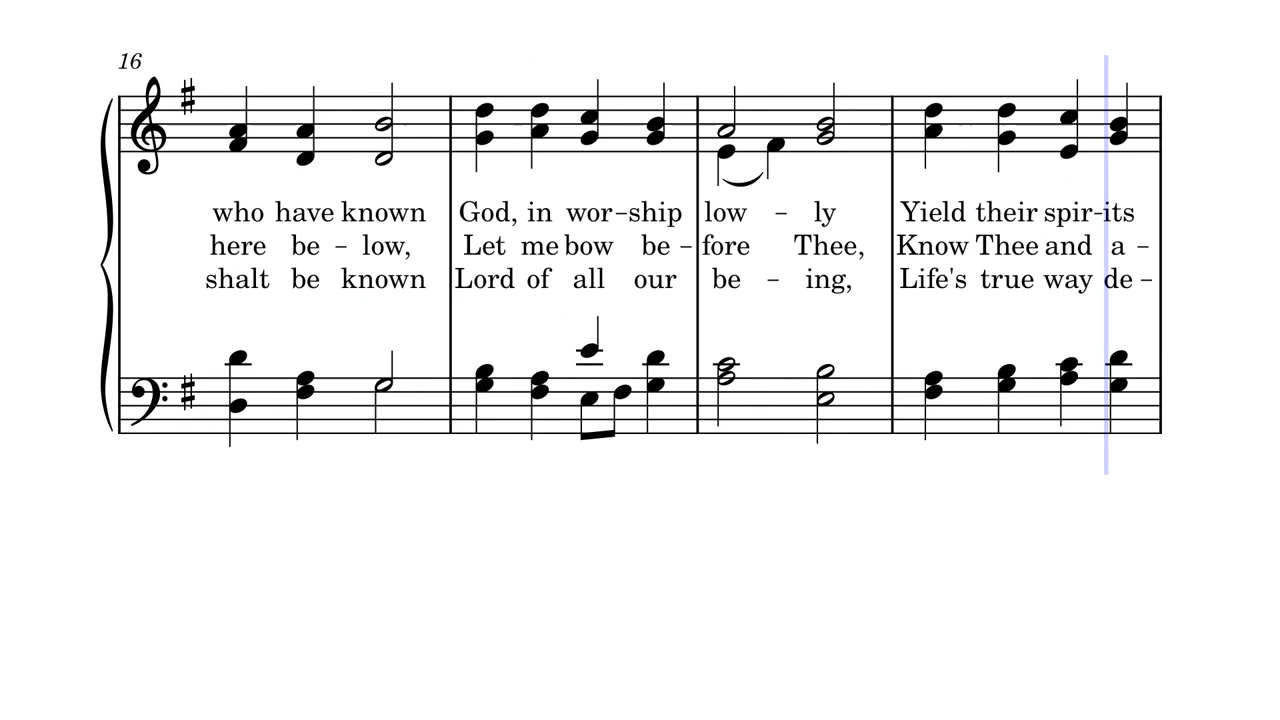 16
who have known God, in wor-ship low - ly Yield their spir-its
here be - low, Let me bow be - fore Thee, Know Thee and a -
shalt be known Lord of all our be - ing, Life's true way de -